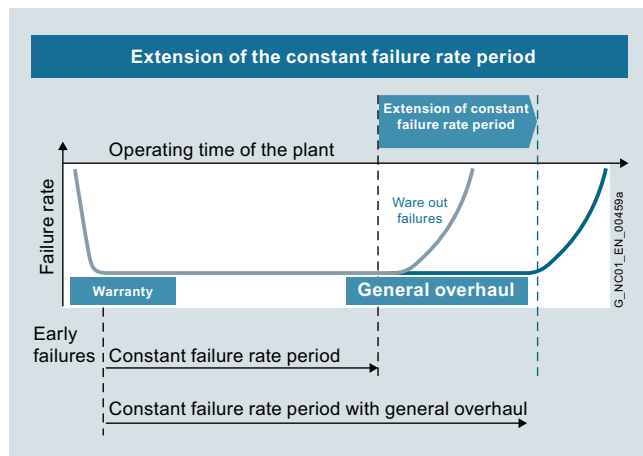 Extension of the constant failure rate period
Extension of constant
failure rate period
Operating time of the plant
Failure rate
Ware out
failures
G_NC01_EN_00459a
Warranty
General overhaul
Early
failures
Constant failure rate period
Constant failure rate period with general overhaul